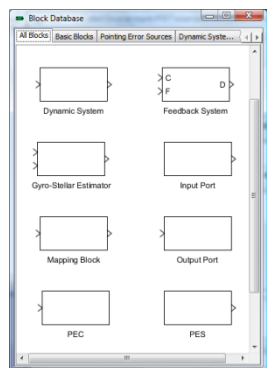 Block Database
All Blocks Basic Blocks Pointing Error Sources Dynamic Syste...
C
F
D
Dynamic System Feedback System
Gyro-Stellar Estimator Input Port
Mapping Block Output Port
PEC PES